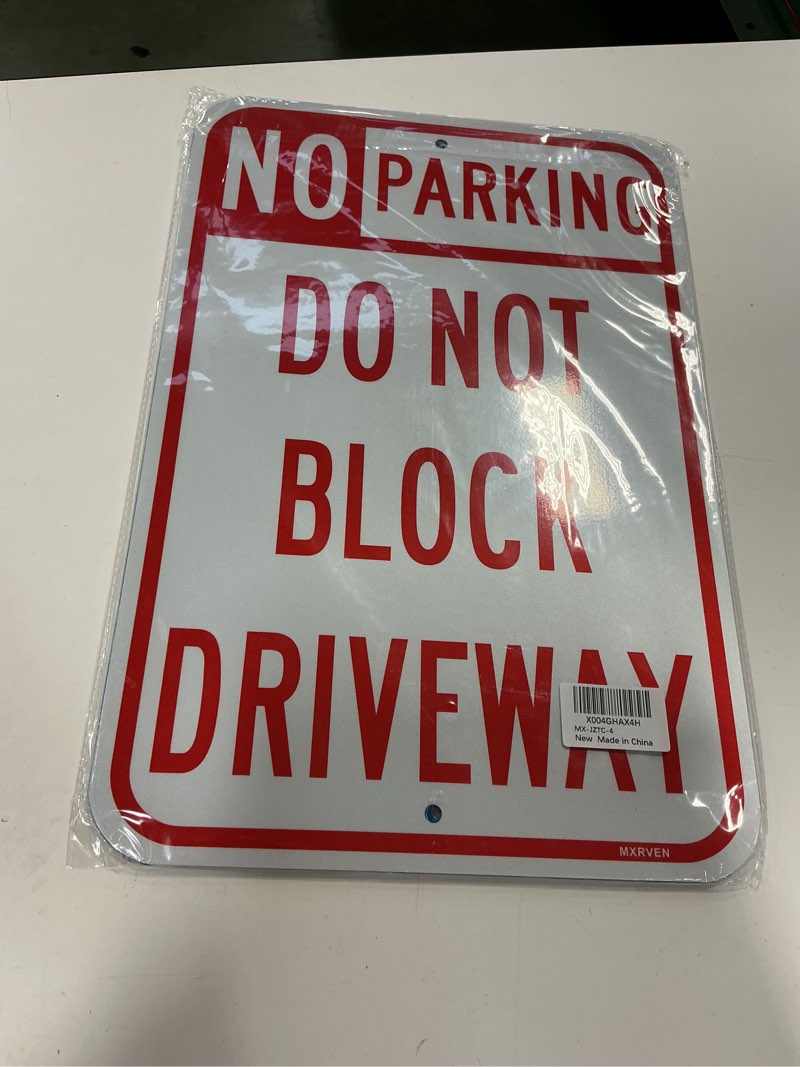 NO PARKING
DO NOT
BLOCK
DRIVEWAY
X004GHAX4H
MX-JZTC-4
New Made in China
MXRVEN